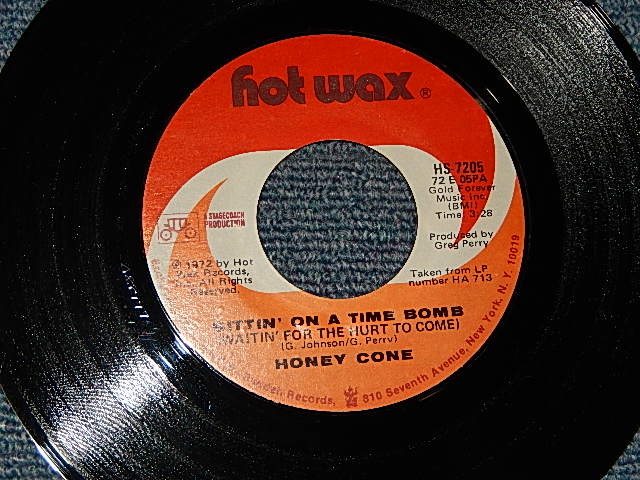 hot wax ®
HS 7205
72 E 05PA
Gold Forever
Music Inc.
(BMI)
Time: 3:28
Produced by
Greg Perry
A STAGECOACH
PRODUCTION
℗ 1972 by Hot
Wax Records,
All Rights
Reserved.
Taken from LP
number HA 713
SITTIN' ON A TIME BOMB
(WAITIN' FOR THE HURT TO COME)
(G. Johnson/G. Perry)
HONEY CONE
Records, 810 Seventh Avenue, New York, N. Y. 10019